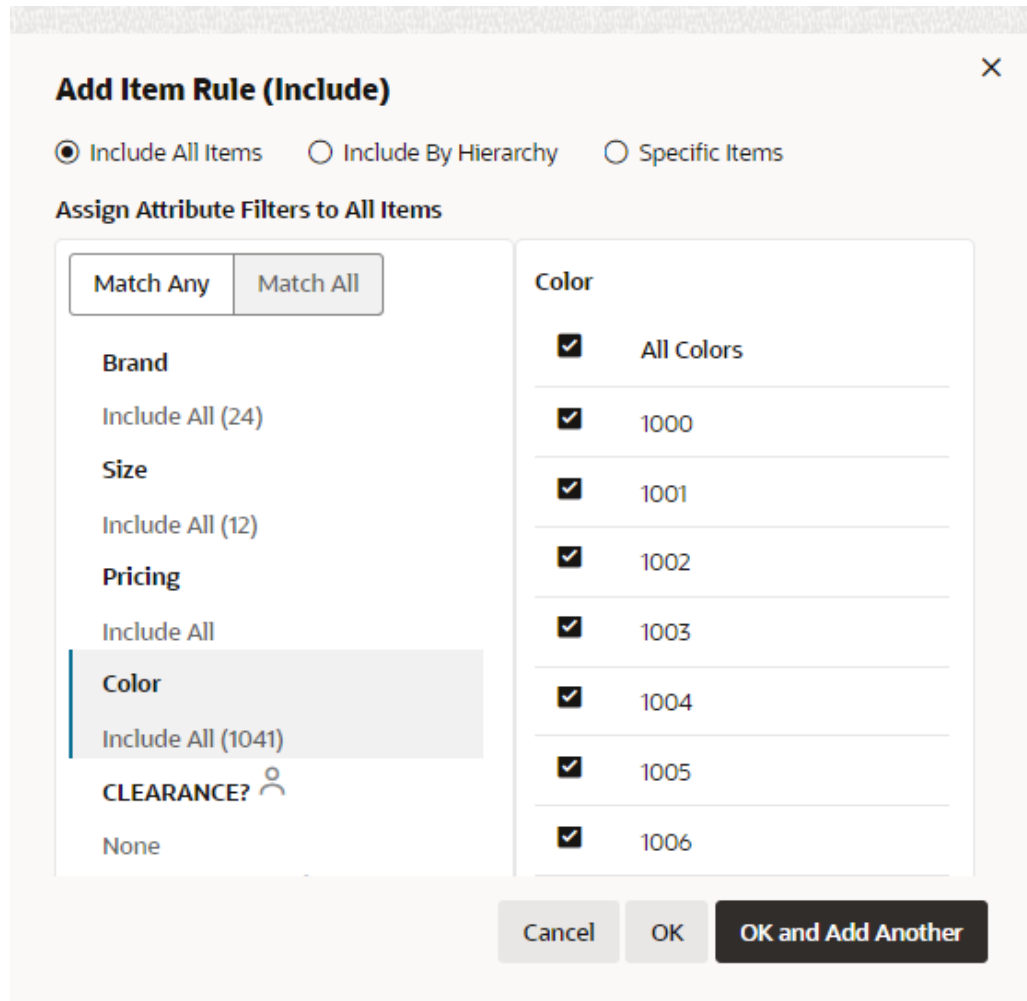 Add Item Rule (Include)
Include All Items Include By Hierarchy Specific Items
Assign Attribute Filters to All Items
Match Any Match All
Brand
Include All (24)
Size
Include All (12)
Pricing
Include All
Color
Include All (1041)
CLEARANCE?
None
Color
All Colors
1000
1001
1002
1003
1004
1005
1006
Cancel OK OK and Add Another